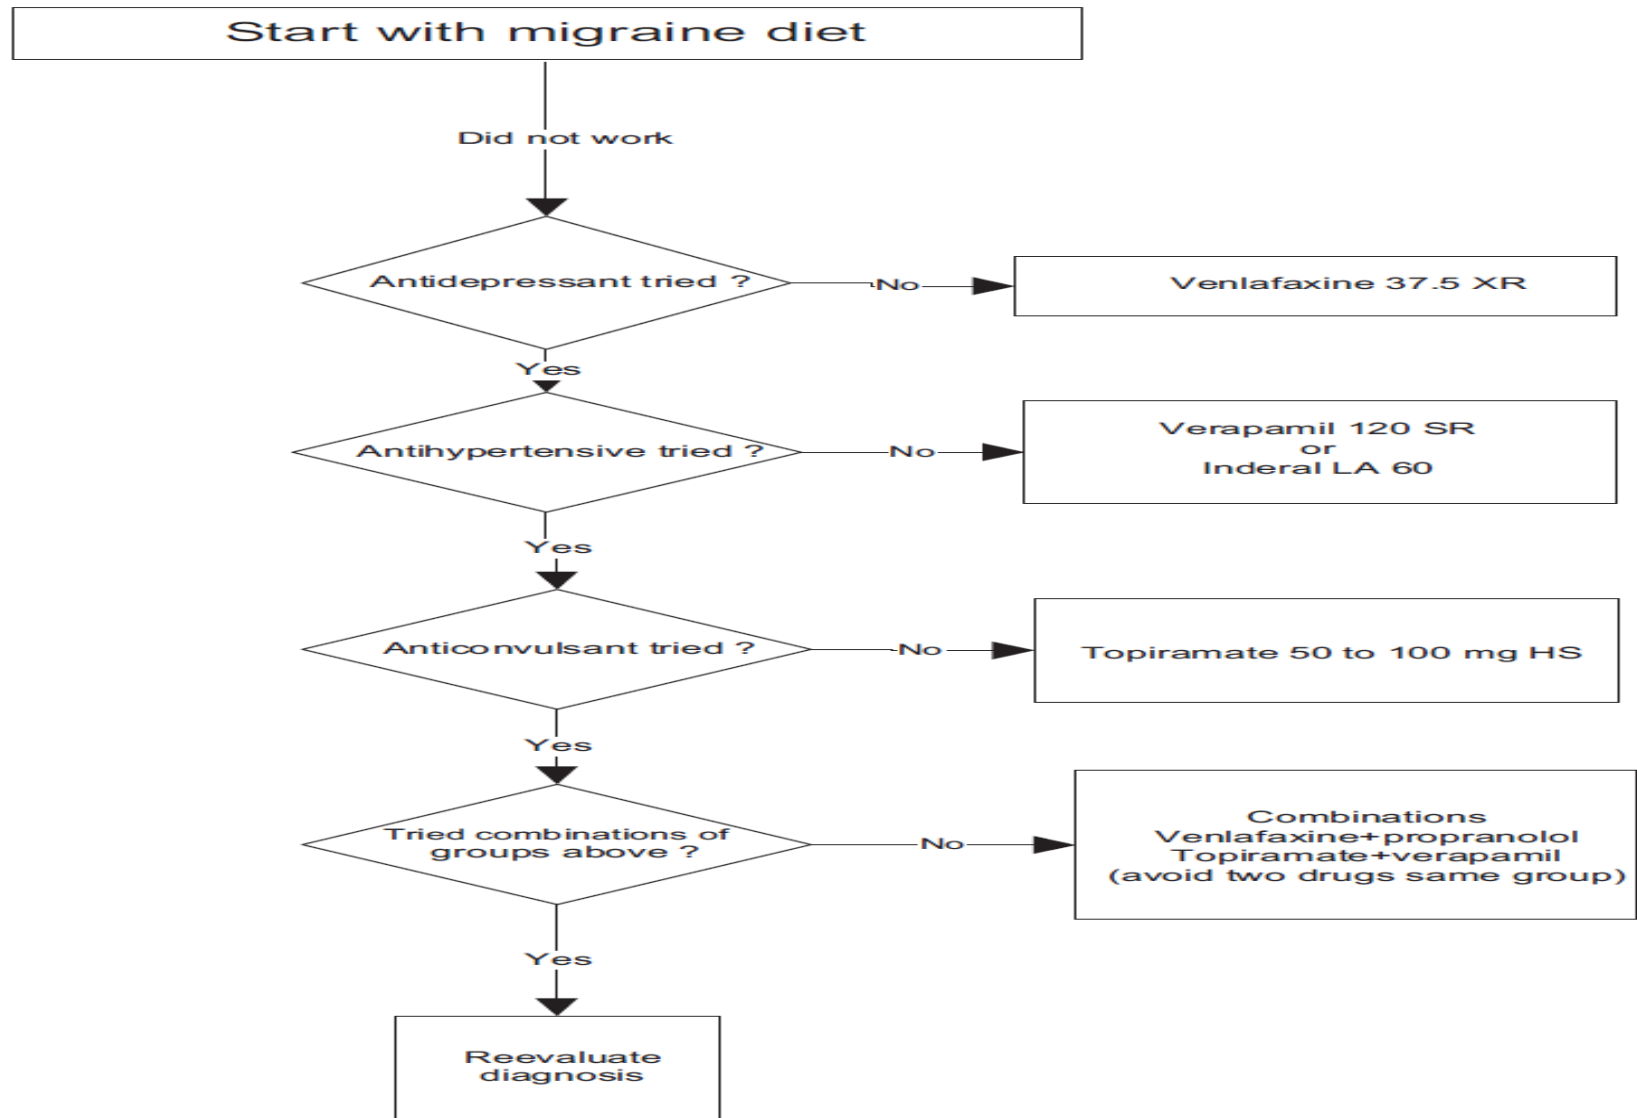 Start with migraine diet
Did not work
Antidepressant tried ?
No
Venlafaxine 37.5 XR
Yes
Antihypertensive tried ?
No
Verapamil 120 SR
or
Inderal LA 60
Yes
Anticonvulsant tried ?
No
Topiramate 50 to 100 mg HS
Yes
Tried combinations of
groups above ?
No
Combinations
Venlafaxine+propranolol
Topiramate+verapamil
(avoid two drugs same group)
Yes
Reevaluate
diagnosis